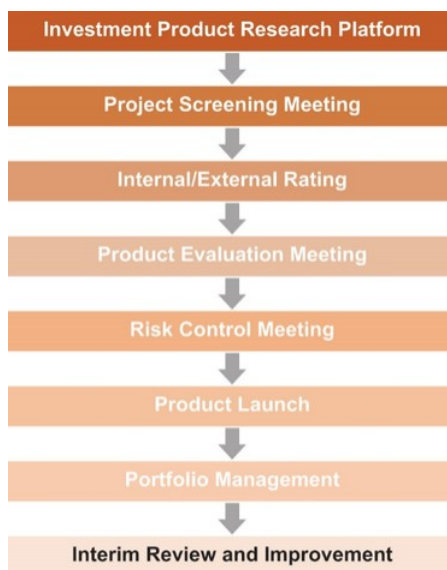 Investment Product Research Platform
Project Screening Meeting
Internal/External Rating
Product Evaluation Meeting
Risk Control Meeting
Product Launch
Portfolio Management
Interim Review and Improvement